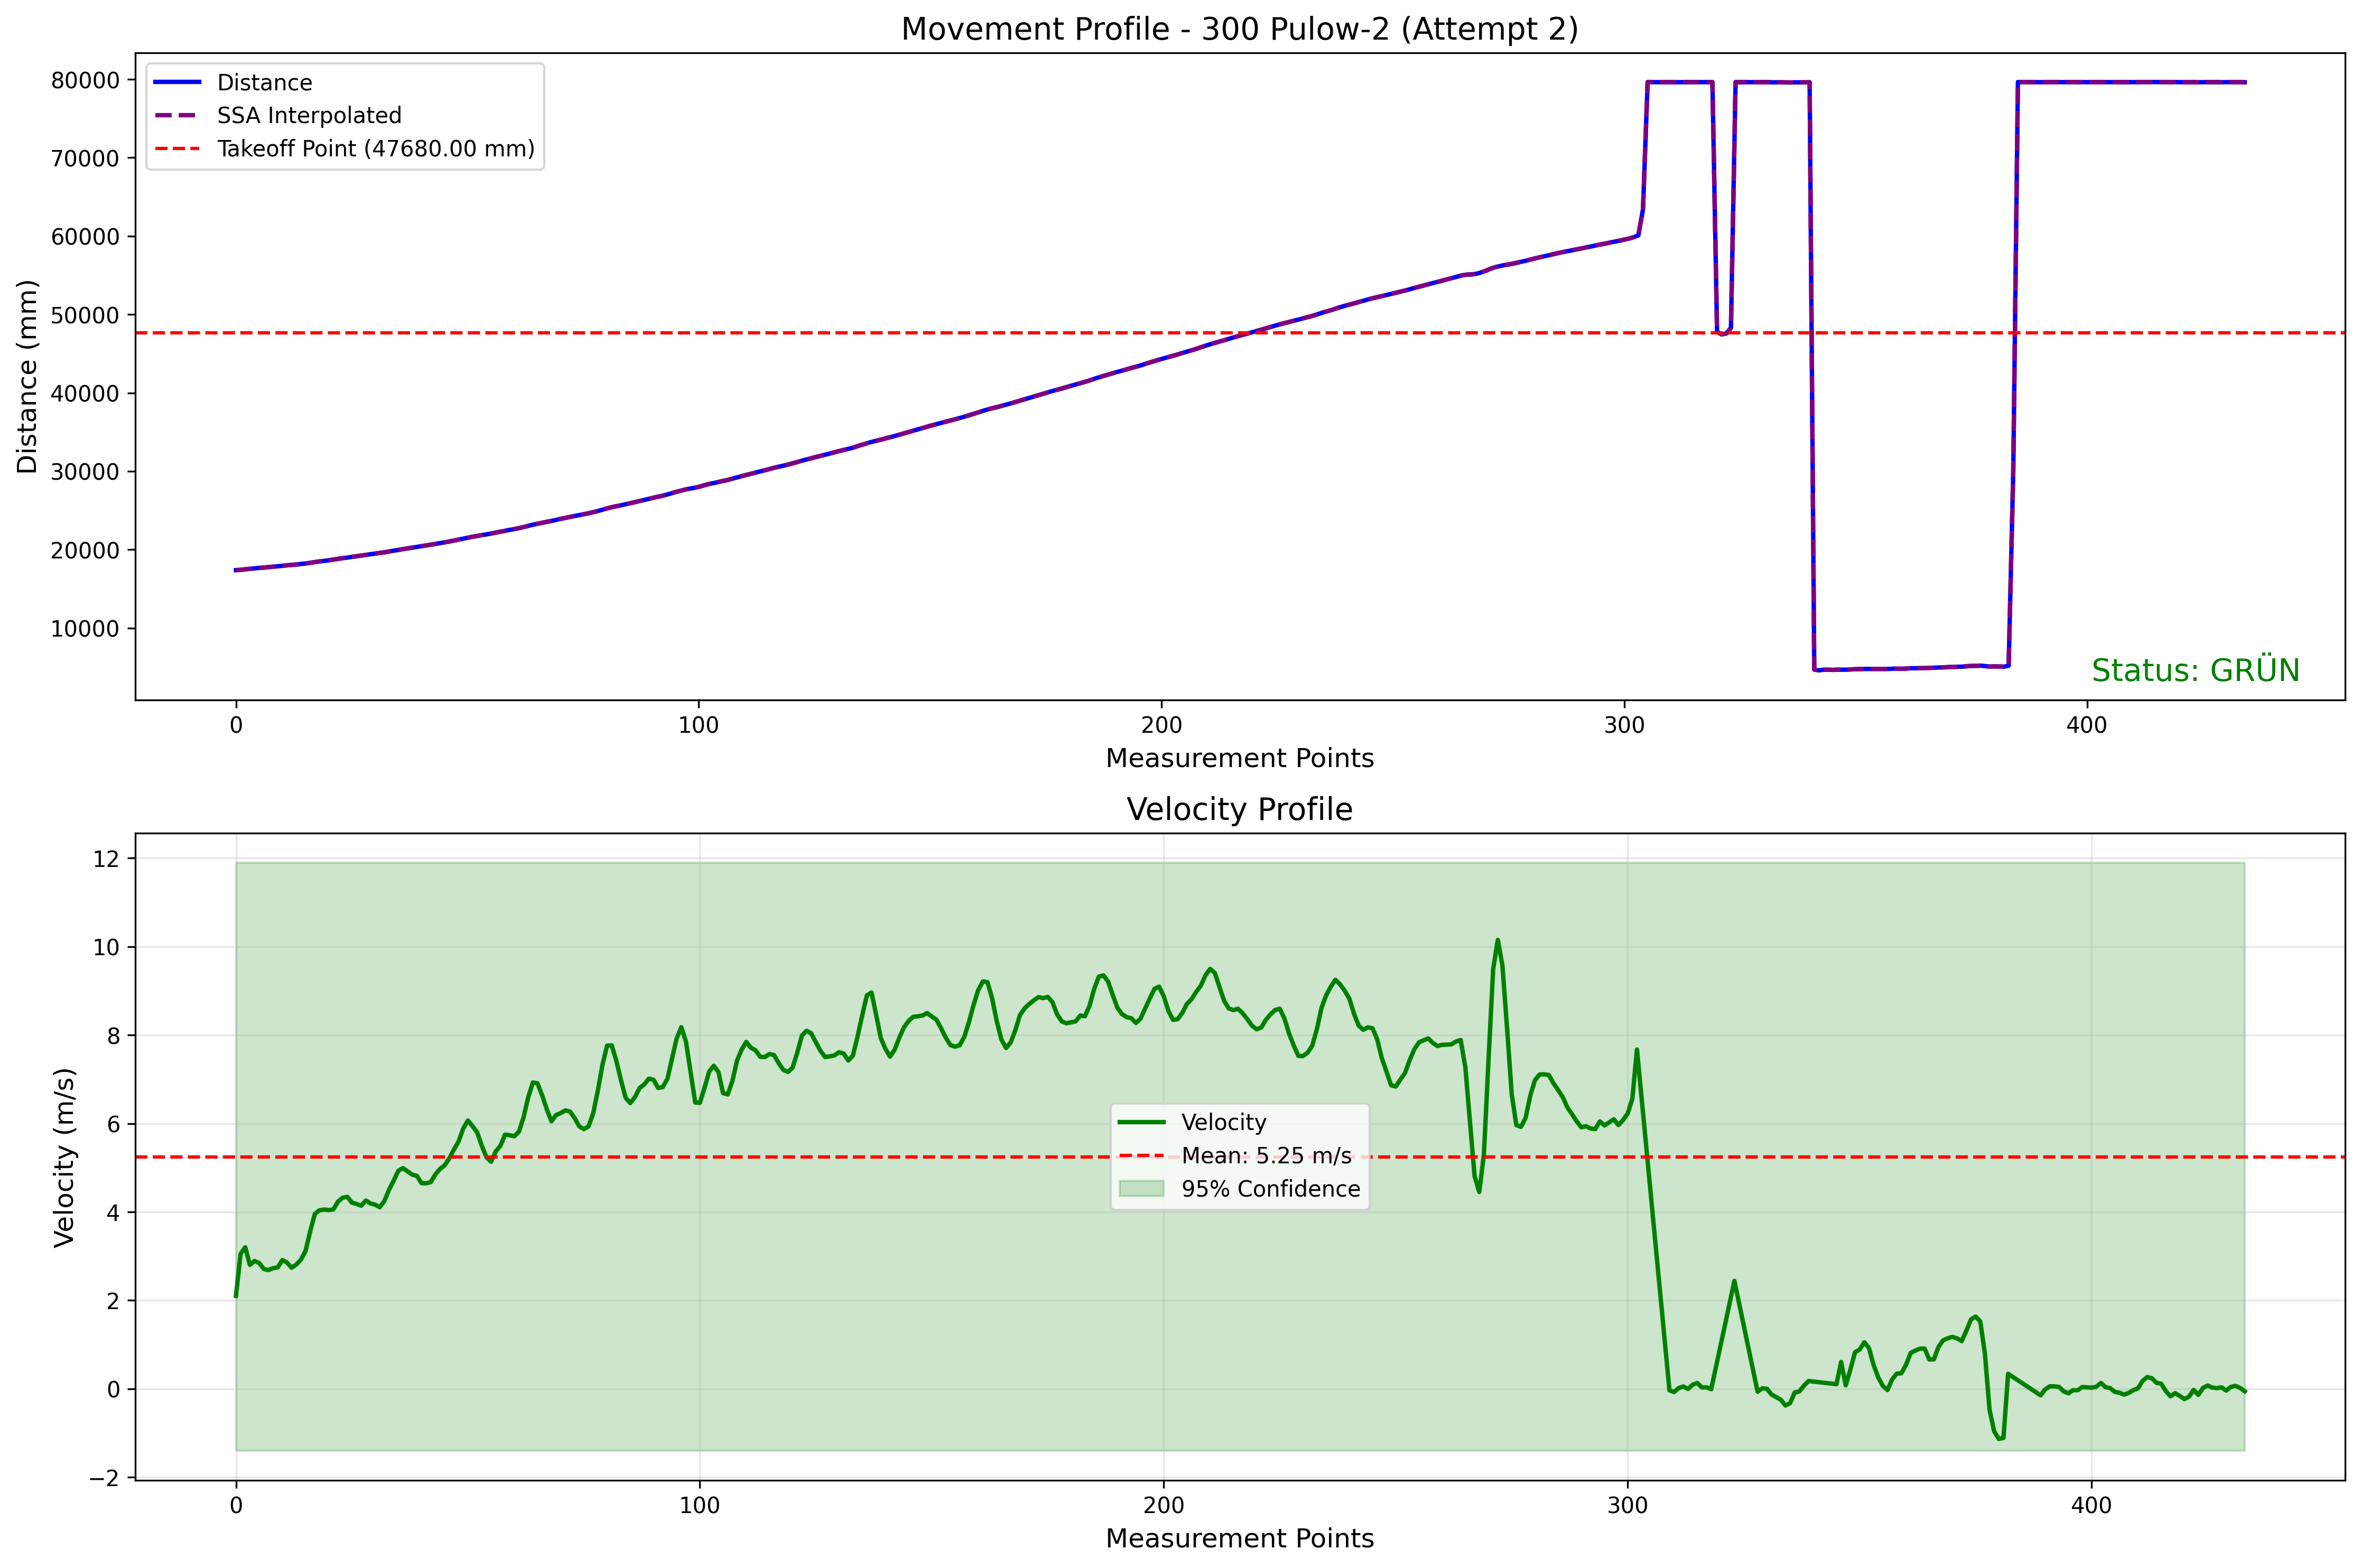 Movement Profile - 300 Pulow-2 (Attempt 2)
Distance
SSA Interpolated
Takeoff Point (47680.00 mm)
80000
70000
60000
50000
40000
30000
20000
10000
Distance (mm)
Status: GRÜN
0 100 200 300 400
Measurement Points
Velocity Profile
12
10
8
6
4
2
0
−2
Velocity (m/s)
Velocity
Mean: 5.25 m/s
95% Confidence
0 100 200 300 400
Measurement Points